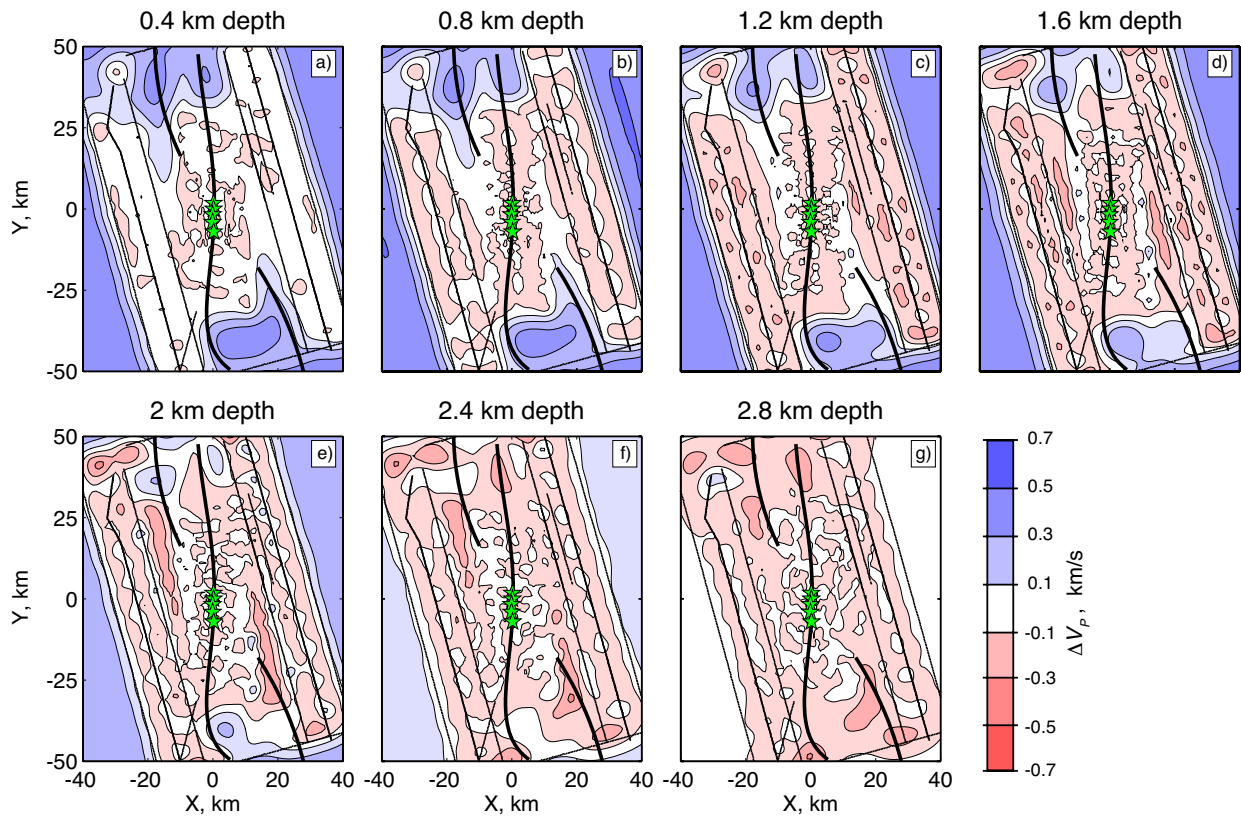 0.4 km depth 0.8 km depth 1.2 km depth 1.6 km depth
a) b) c) d)
50
25
0
-25
-50
Y, km
2 km depth 2.4 km depth 2.8 km depth
e) f) g)
50
25
0
-25
-50
Y, km
-40 -20 0 20 40 -20 0 20 40 -20 0 20 40
X, km X, km X, km
0.7
0.5
0.3
0.1
-0.1
-0.3
-0.5
-0.7
Δ V_P, km/s